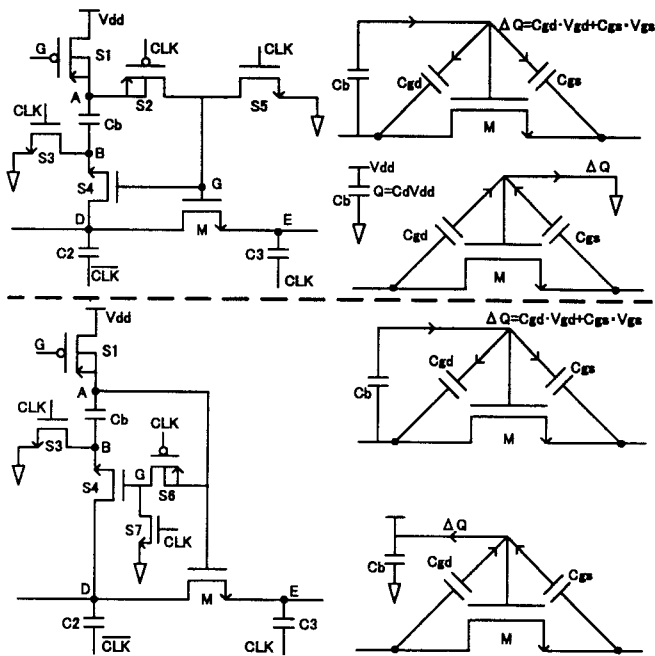 Vdd
G S1
CLK
CLK
A S2 S5
CLK
Cb
S3 B
S4
G
D M E
C2 C3
CLK CLK
ΔQ=Cgd·Vgd+Cgs·Vgs
Cb Cgd Cgs
M
Vdd
Cb Q=CdVdd
ΔQ
Cgd Cgs
M
Vdd
G S1
A
CLK Cb
S3 B
CLK
S4 G S6
S7
CLK
D M E
C2 C3
CLK CLK
ΔQ=Cgd·Vgd+Cgs·Vgs
Cgd Cgs
Cb
M
ΔQ
Cb Cgd Cgs
M